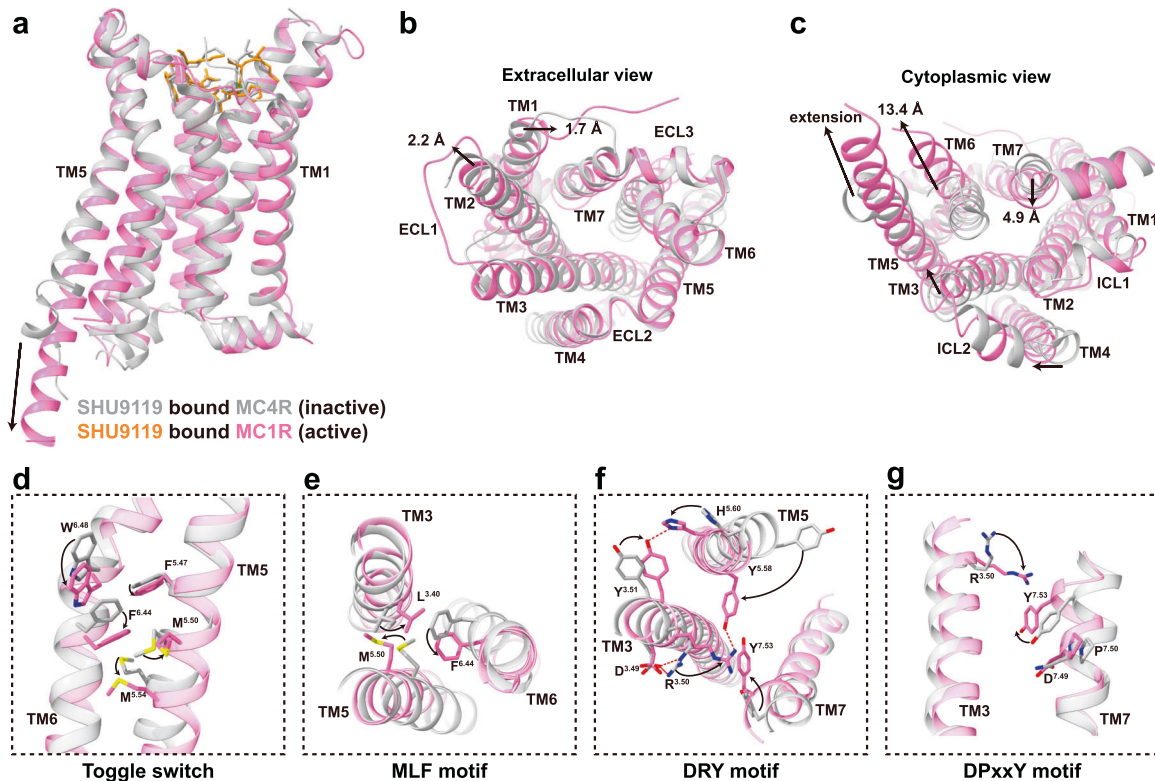 a
TM5
TM1
SHU9119 bound MC4R (inactive)
SHU9119 bound MC1R (active)
b
Extracellular view
TM1
2.2 Å
1.7 Å
ECL3
TM2
TM7
ECL1
TM6
TM3
TM5
ECL2
TM4
c
Cytoplasmic view
extension
13.4 Å
TM6
TM7
4.9 Å
TM1
TM5
TM3
TM2
ICL1
ICL2
TM4
d
W6.48
F5.47
TM5
F6.44
M5.50
M5.54
TM6
Toggle switch
e
TM3
L3.40
M5.50
F6.44
TM5
TM6
MLF motif
f
H5.60
TM5
Y3.51
Y5.58
TM3
Y7.53
D3.49
R3.50
TM7
DRY motif
g
R3.50
Y7.53
P7.50
D7.49
TM3
TM7
DPxxY motif